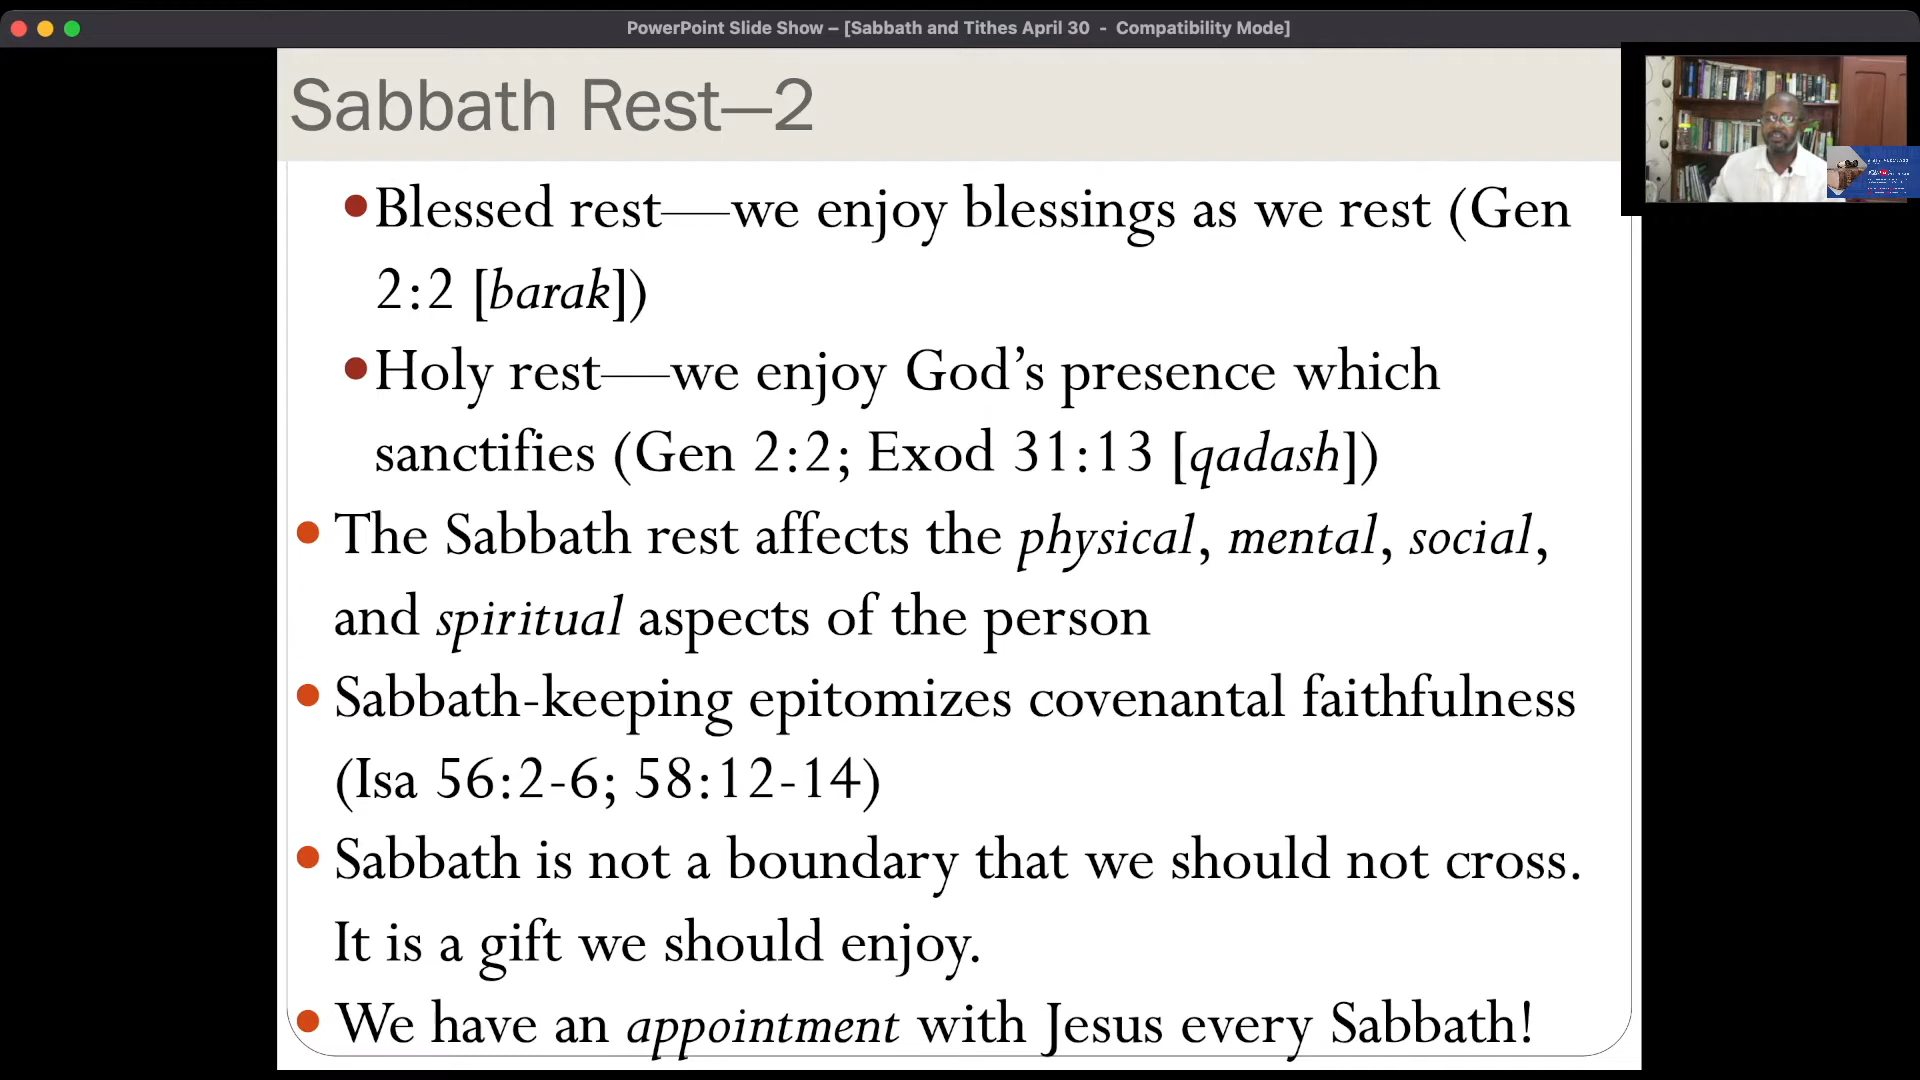 PowerPoint Slide Show – [Sabbath and Tithes April 30 - Compatibility Mode]
Sabbath Rest—2
•Blessed rest—we enjoy blessings as we rest (Gen
2:2 [barak])
•Holy rest—we enjoy God’s presence which
sanctifies (Gen 2:2; Exod 31:13 [qadash])
• The Sabbath rest affects the physical, mental, social,
and spiritual aspects of the person
• Sabbath-keeping epitomizes covenantal faithfulness
(Isa 56:2-6; 58:12-14)
• Sabbath is not a boundary that we should not cross.
It is a gift we should enjoy.
• We have an appointment with Jesus every Sabbath!